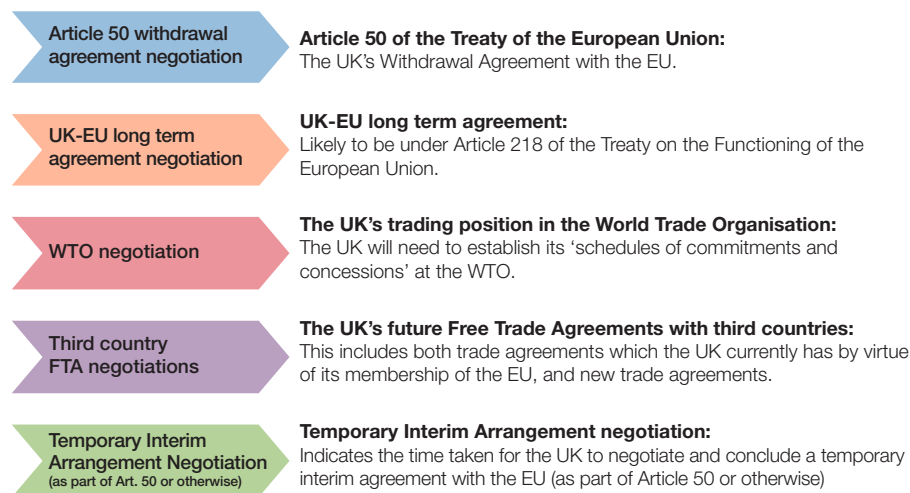 Article 50 withdrawal
agreement negotiation
Article 50 of the Treaty of the European Union:
The UK’s Withdrawal Agreement with the EU.
UK-EU long term
agreement negotiation
UK-EU long term agreement:
Likely to be under Article 218 of the Treaty on the Functioning of the
European Union.
WTO negotiation
The UK’s trading position in the World Trade Organisation:
The UK will need to establish its ‘schedules of commitments and
concessions’ at the WTO.
Third country
FTA negotiations
The UK’s future Free Trade Agreements with third countries:
This includes both trade agreements which the UK currently has by virtue
of its membership of the EU, and new trade agreements.
Temporary Interim
Arrangement Negotiation
(as part of Art. 50 or otherwise)
Temporary Interim Arrangement negotiation:
Indicates the time taken for the UK to negotiate and conclude a temporary
interim agreement with the EU (as part of Article 50 or otherwise)